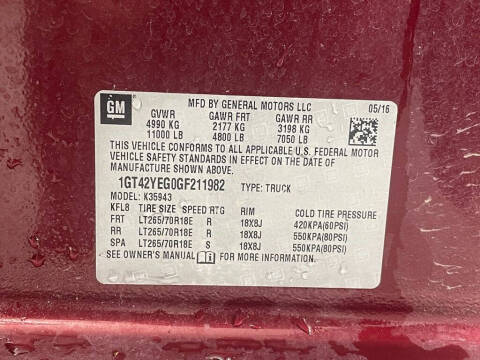 GM
MFD BY GENERAL MOTORS LLC 05/16
GVWR GAWR FRT GAWR RR
4990 KG 2177 KG 3198 KG
11000 LB 4800 LB 7050 LB
THIS VEHICLE CONFORMS TO ALL APPLICABLE U.S. FEDERAL MOTOR
VEHICLE SAFETY STANDARDS IN EFFECT ON THE DATE OF
MANUFACTURE SHOWN ABOVE.
1GT42YEG0GF211982 TYPE: TRUCK
MODEL: K35943
KFL8 TIRE SIZE SPEED RTG RIM COLD TIRE PRESSURE
FRT LT265/70R18E R 18X8J 420KPA(60PSI)
RR LT265/70R18E R 18X8J 550KPA(80PSI)
SPA LT265/70R18E S 18X8J 550KPA(80PSI)
SEE OWNER'S MANUAL FOR MORE INFORMATION.